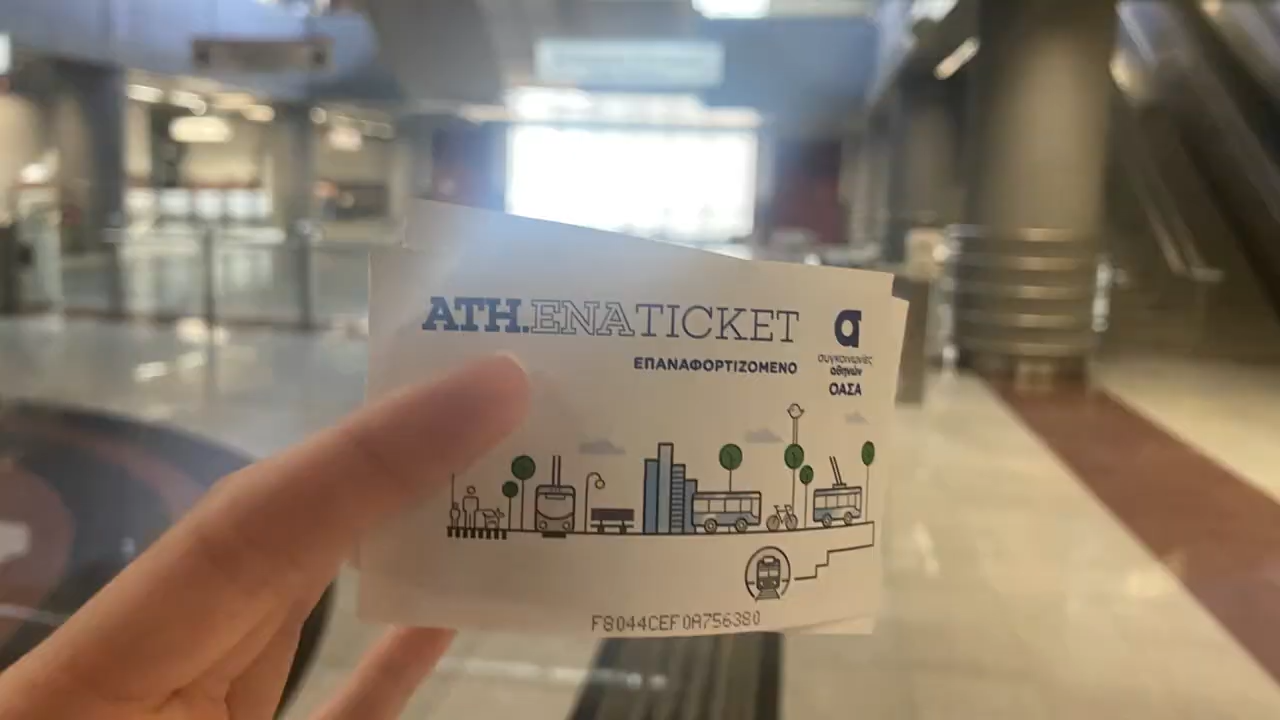 ATH.ENA TICKET
ΕΠΑΝΑΦΟΡΤΙΖΟΜΕΝΟ
α
συγκοινωνίες
αθηνών
ΟΑΣΑ
F8044CEF0A756380